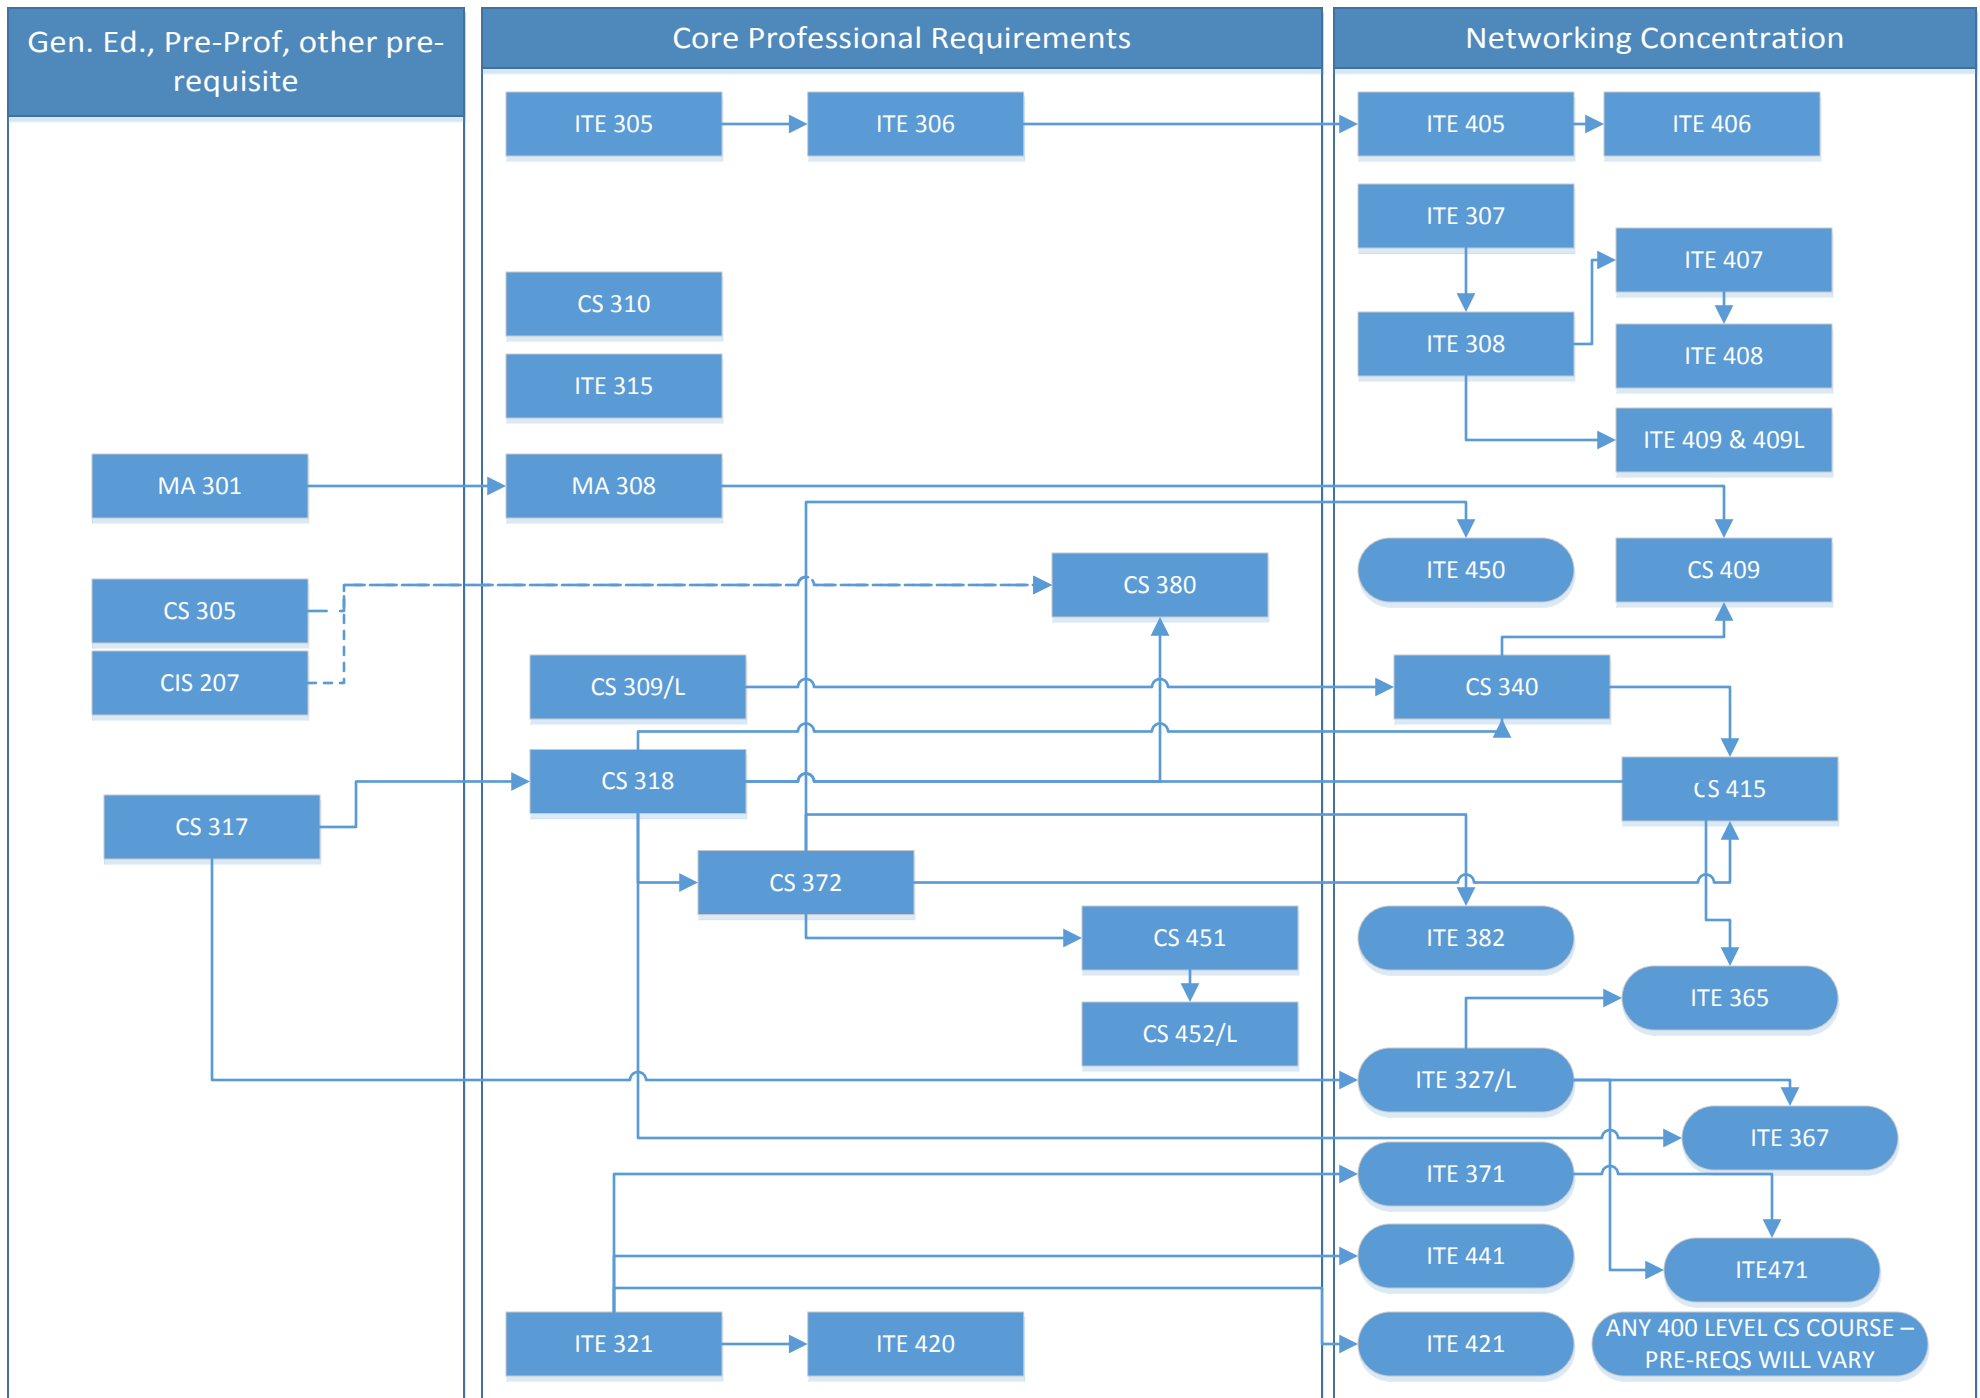 Gen. Ed., Pre-Prof, other pre-
requisite
Core Professional Requirements
Networking Concentration
ITE 305
ITE 306
ITE 405
ITE 406
ITE 307
ITE 407
CS 310
ITE 308
ITE 408
ITE 315
ITE 409 & 409L
MA 301
MA 308
ITE 450
CS 409
CS 380
CS 305
CIS 207
CS 309/L
CS 340
CS 318
CS 415
CS 317
CS 372
CS 451
ITE 382
ITE 365
CS 452/L
ITE 327/L
ITE 367
ITE 371
ITE 441
ITE471
ITE 321
ITE 420
ITE 421
ANY 400 LEVEL CS COURSE –
PRE-REQS WILL VARY